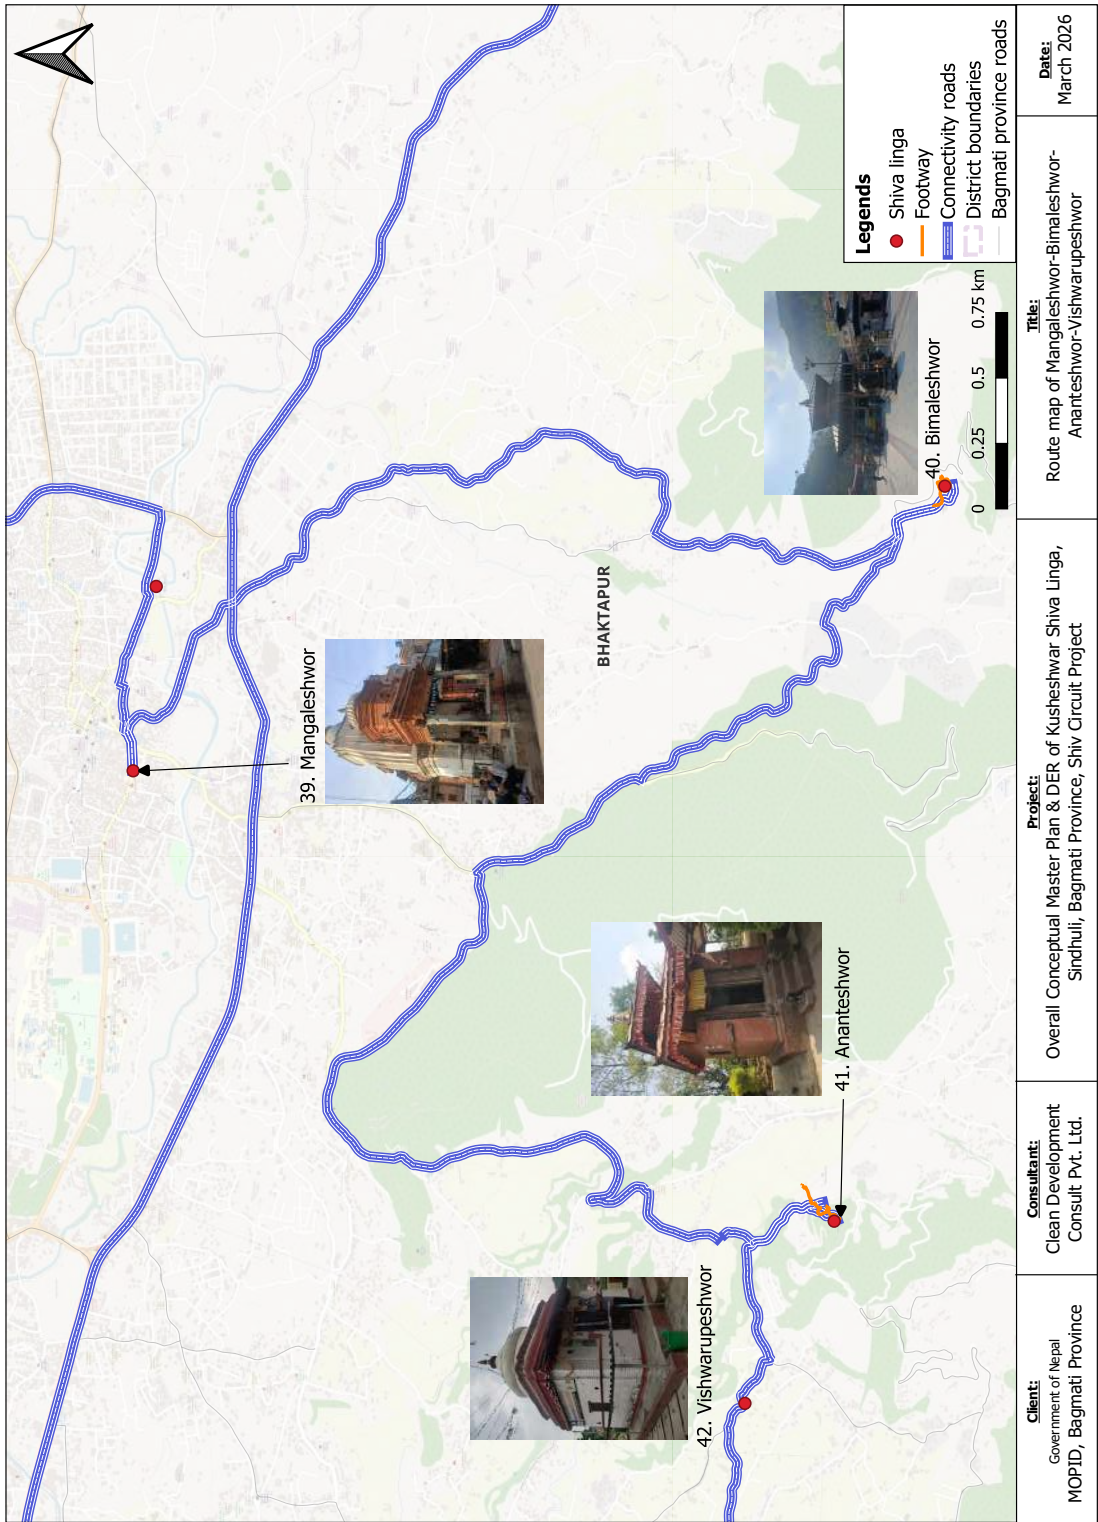 39. Mangaleshwor
BHAKTAPUR
40. Bimaleshwor
41. Ananteshwor
42. Vishwarupeshwor
Legends
Shiva linga
Footway
Connectivity roads
District boundaries
Bagmati province roads
0 0.25 0.5 0.75 km
Client:
Government of Nepal
MOPID, Bagmati Province
Consultant:
Clean Development
Consult Pvt. Ltd.
Project:
Overall Conceptual Master Plan & DER of Kusheshwar Shiva Linga,
Sindhuli, Bagmati Province, Shiv Circuit Project
Title:
Route map of Mangaleshwor-Bimaleshwor-
Ananteshwor-Vishwarupeshwor
Date:
March 2026